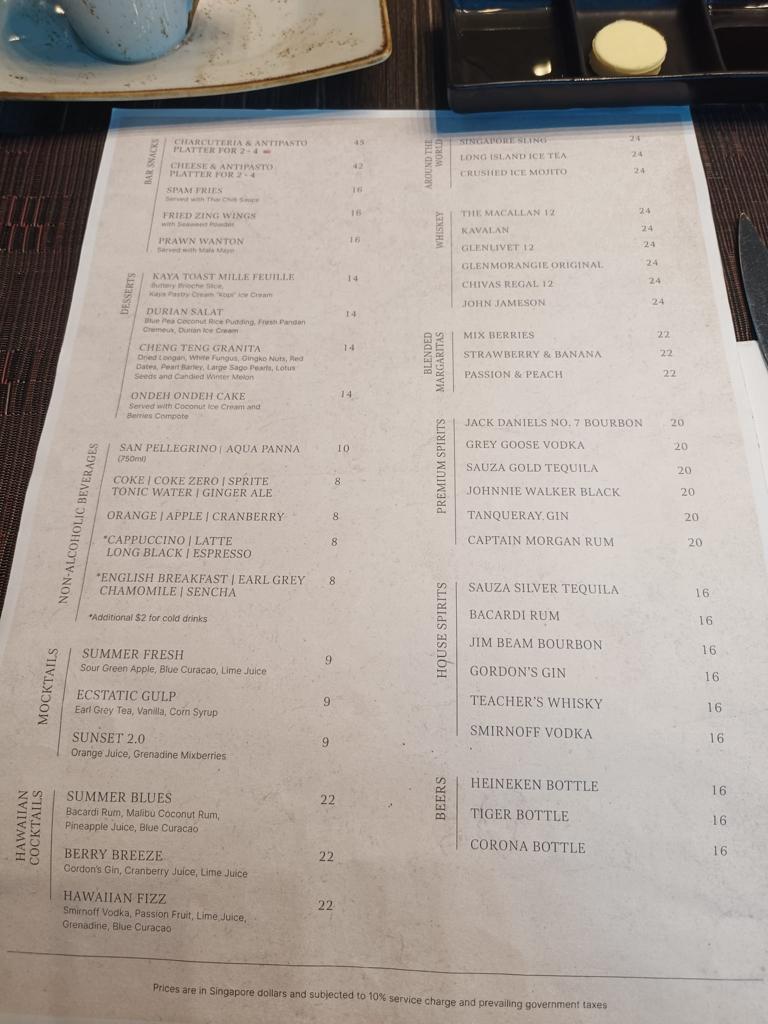 BAR SNACKS
CHARCUTERIA & ANTIPASTO 45
PLATTER FOR 2 - 4
CHEESE & ANTIPASTO 42
PLATTER FOR 2 - 4
SPAM FRIES 16
Served with Thai Chili Sauce
FRIED ZING WINGS 16
with Seaweed Powder
PRAWN WANTON 16
Served with Mala Mayo
DESSERTS
KAYA TOAST MILLE FEUILLE 14
Buttery Brioche Slice,
Kaya Pastry Cream "Kopi" Ice Cream
DURIAN SALAT 14
Blue Pea Coconut Rice Pudding, Fresh Pandan
Cremeux, Durian Ice Cream
CHENG TENG GRANITA 14
Dried Longan, White Fungus, Gingko Nuts, Red
Dates, Pearl Barley, Large Sago Pearls, Lotus
Seeds and Candied Winter Melon
ONDEH ONDEH CAKE 14
Served with Coconut Ice Cream and
Berries Compote
NON-ALCOHOLIC BEVERAGES
SAN PELLEGRINO | AQUA PANNA 10
(750ml)
COKE | COKE ZERO | SPRITE 8
TONIC WATER | GINGER ALE
ORANGE | APPLE | CRANBERRY 8
*CAPPUCCINO | LATTE 8
LONG BLACK | ESPRESSO
*ENGLISH BREAKFAST | EARL GREY 8
CHAMOMILE | SENCHA
*Additional $2 for cold drinks
MOCKTAILS
SUMMER FRESH 9
Sour Green Apple, Blue Curacao, Lime Juice
ECSTATIC GULP 9
Earl Grey Tea, Vanilla, Corn Syrup
SUNSET 2.0 9
Orange Juice, Grenadine Mixberries
HAWAIIAN
COCKTAILS
SUMMER BLUES 22
Bacardi Rum, Malibu Coconut Rum,
Pineapple Juice, Blue Curacao
BERRY BREEZE 22
Gordon's Gin, Cranberry Juice, Lime Juice
HAWAIIAN FIZZ 22
Smirnoff Vodka, Passion Fruit, Lime Juice,
Grenadine, Blue Curacao
AROUND THE
WORLD
SINGAPORE SLING 24
LONG ISLAND ICE TEA 24
CRUSHED ICE MOJITO 24
WHISKEY
THE MACALLAN 12 24
KAVALAN 24
GLENLIVET 12 24
GLENMORANGIE ORIGINAL 24
CHIVAS REGAL 12 24
JOHN JAMESON 24
BLENDED
MARGARITAS
MIX BERRIES 22
STRAWBERRY & BANANA 22
PASSION & PEACH 22
PREMIUM SPIRITS
JACK DANIELS NO. 7 BOURBON 20
GREY GOOSE VODKA 20
SAUZA GOLD TEQUILA 20
JOHNNIE WALKER BLACK 20
TANQUERAY GIN 20
CAPTAIN MORGAN RUM 20
HOUSE SPIRITS
SAUZA SILVER TEQUILA 16
BACARDI RUM 16
JIM BEAM BOURBON 16
GORDON'S GIN 16
TEACHER'S WHISKY 16
SMIRNOFF VODKA 16
BEERS
HEINEKEN BOTTLE 16
TIGER BOTTLE 16
CORONA BOTTLE 16
Prices are in Singapore dollars and subjected to 10% service charge and prevailing government taxes